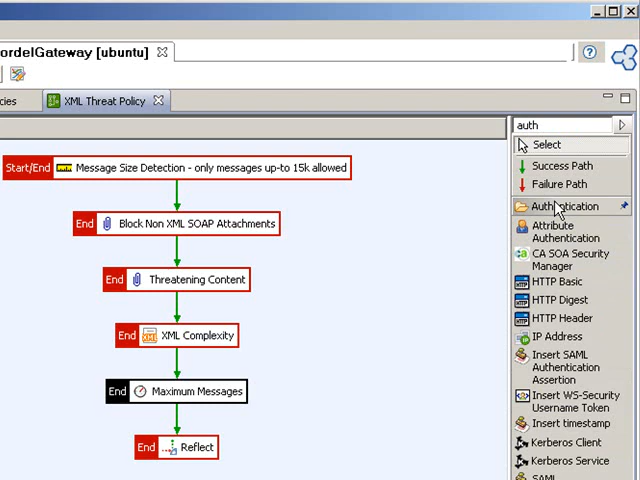 ordelGateway [ubuntu]
cies
XML Threat Policy
auth
Select
Start/End
Message Size Detection - only messages up-to 15k allowed
Success Path
Failure Path
Authentication
End
Block Non XML SOAP Attachments
Attribute
Authentication
CA SOA Security
Manager
End
Threatening Content
HTTP Basic
HTTP Digest
HTTP Header
End
XML Complexity
IP Address
Insert SAML
Authentication
Assertion
End
Maximum Messages
Insert WS-Security
Username Token
Insert timestamp
End
Reflect
Kerberos Client
Kerberos Service
SAML